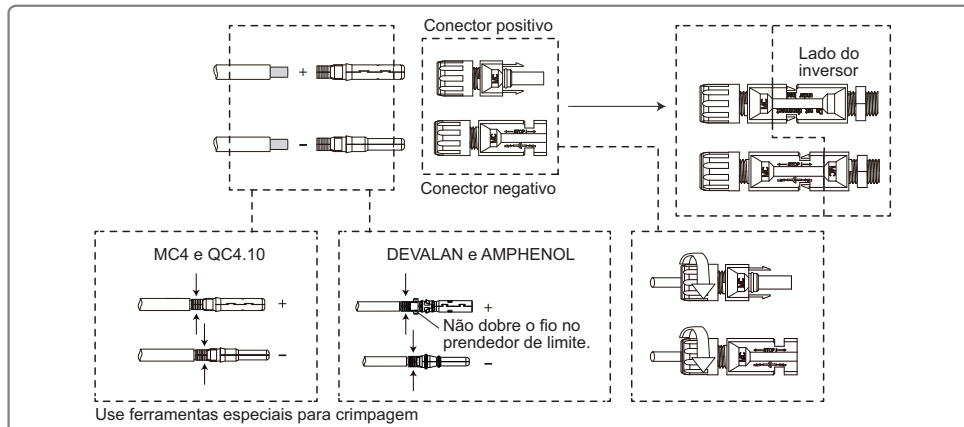 Conector positivo
Lado do
inversor
+
−
Conector negativo
MC4 e QC4.10
+
−
DEVALAN e AMPHENOL
+
Não dobre o fio no
prendedor de limite.
−
Use ferramentas especiais para crimpagem